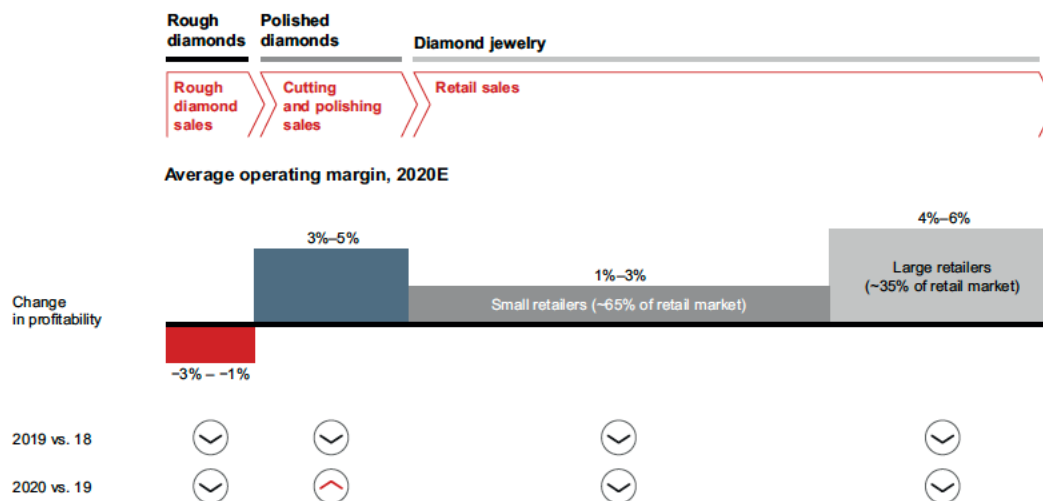 Rough
diamonds
Polished
diamonds
Diamond jewelry
Rough
diamond
sales
Cutting
and polishing
sales
Retail sales
Average operating margin, 2020E
4%–6%
3%–5%
1%–3%
Large retailers
(~35% of retail market)
Small retailers (~65% of retail market)
Change
in profitability
−3% – −1%
2019 vs. 18
2020 vs. 19